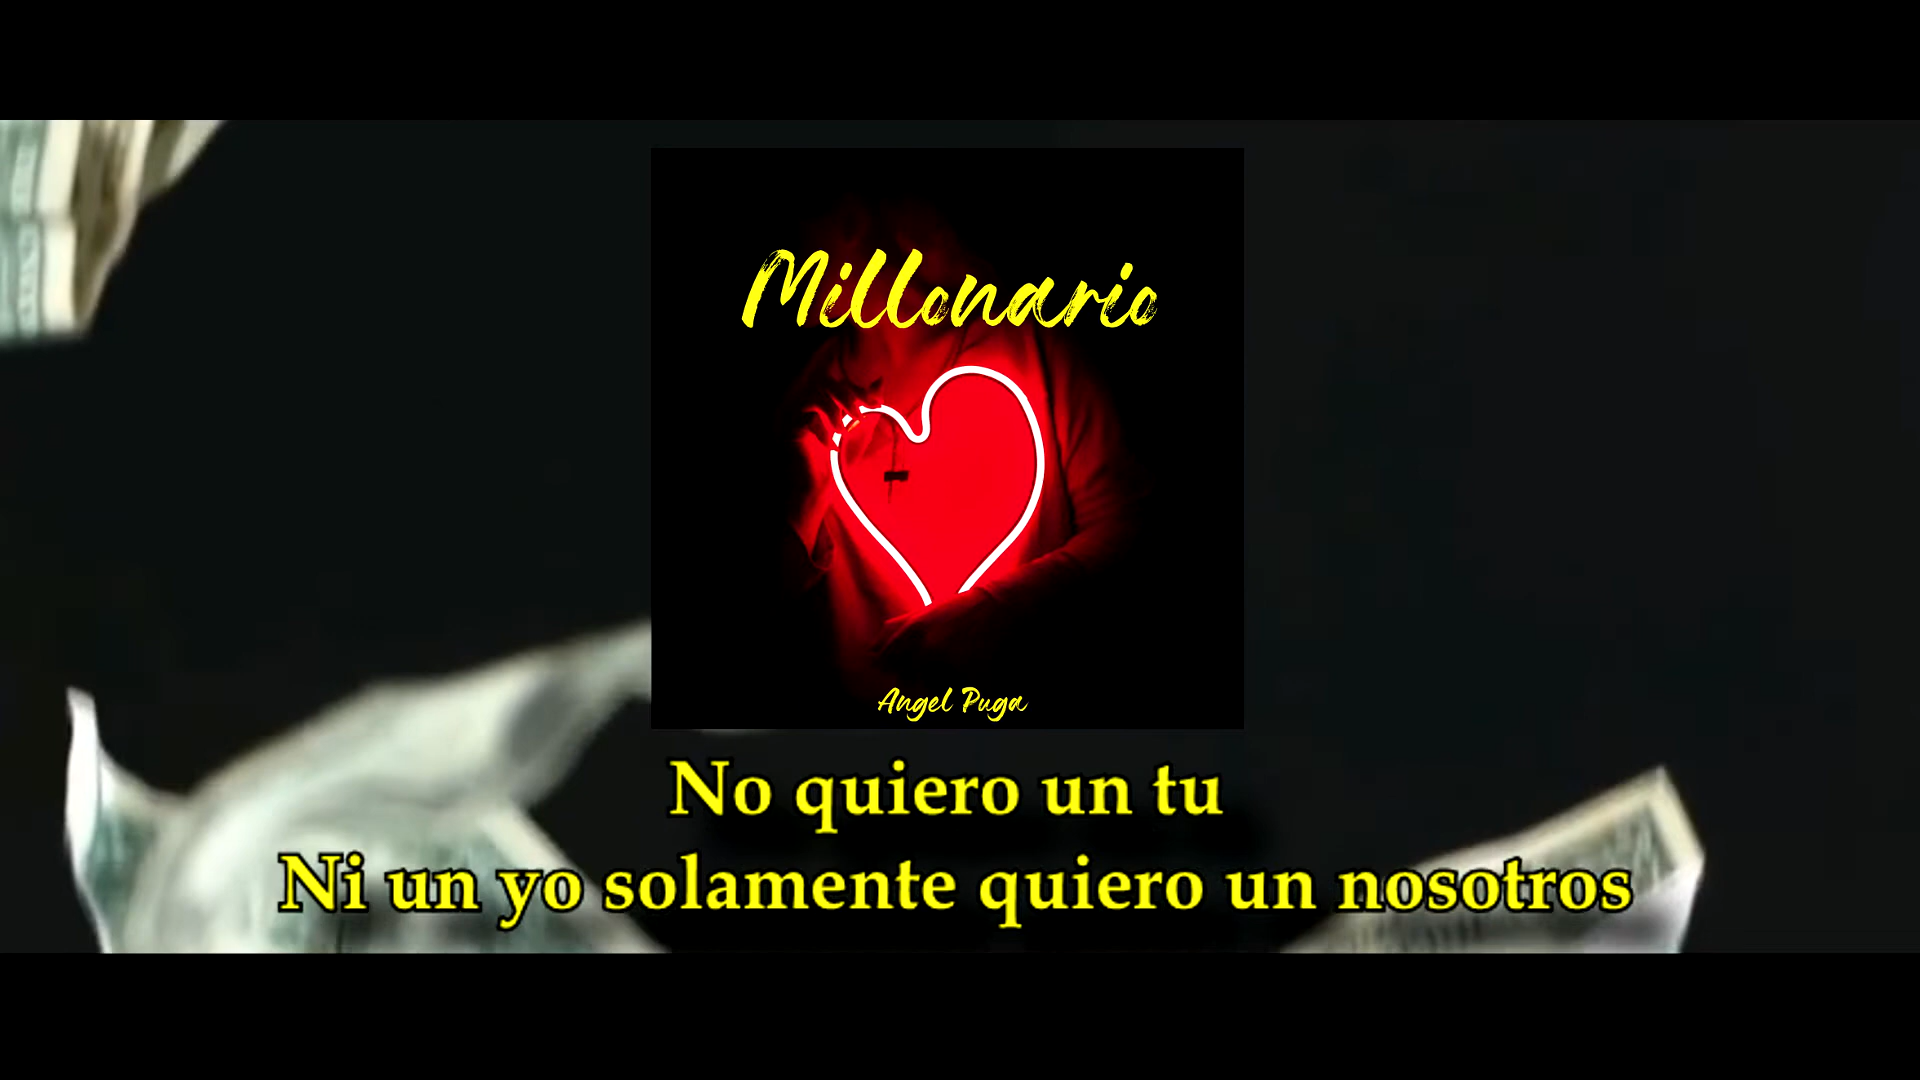 Millonario
Angel Puga
No quiero un tu
Ni un yo solamente quiero un nosotros